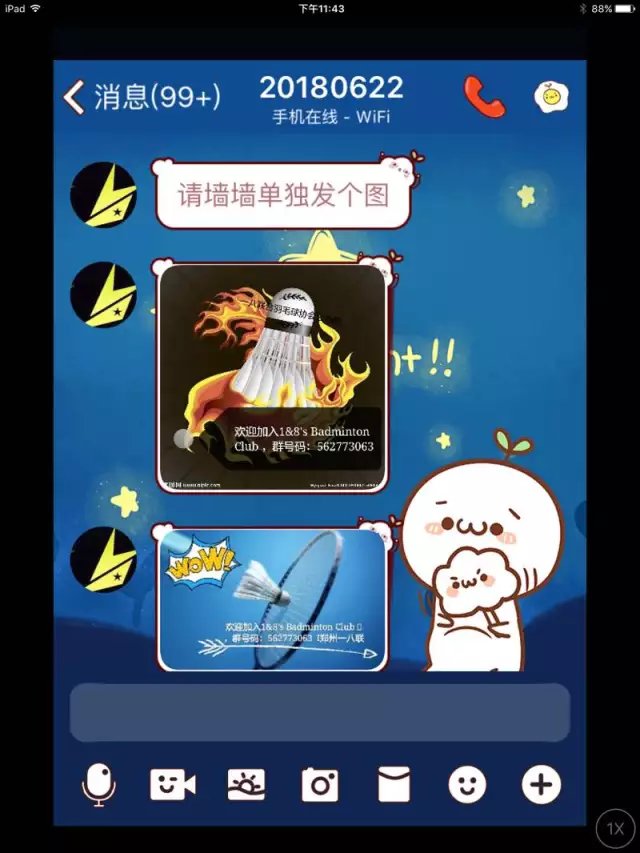 iPad
下午11:43
88%
消息(99+)
20180622
手机在线 - WiFi
请墙墙单独发个图
欢迎加入1&8's Badminton
Club ，群号码：562773063
!!
WOW!
欢迎加入1&8's Badminton Club
，群号码：562773063
郑州一八联
1X